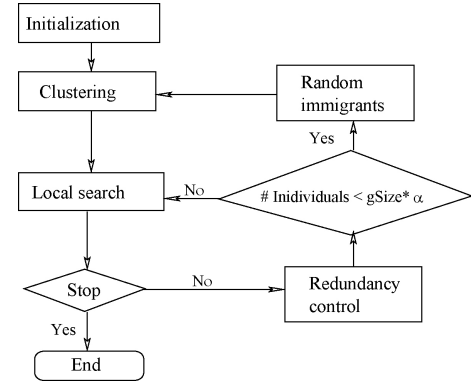 Initialization
Clustering
Random
immigrants
Yes
Local search
No
# Inidividuals < gSize* α
Stop
No
Redundancy
control
Yes
End